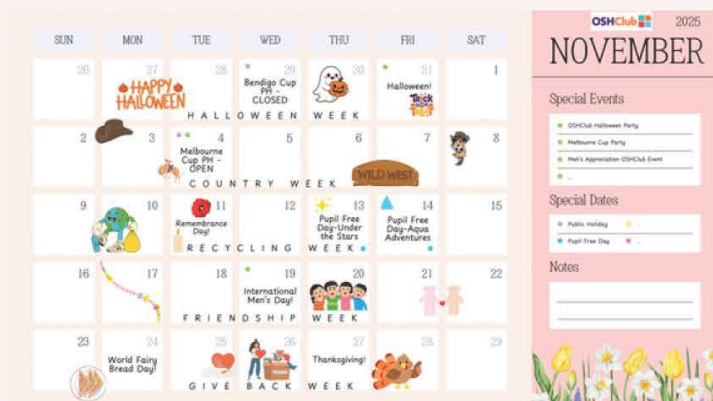 OSHClub
2025
NOVEMBER
SUN MON TUE WED THU FRI SAT
26 27 28 29 30 31 1
HAPPY
HALLOWEEN
Bendigo Cup
PH -
CLOSED
Halloween!
TRICK
OR
TREAT
HALLOWEEN WEEK
2 3 4 5 6 7 8
Melbourne
Cup PH -
OPEN
WILD WEST
COUNTRY WEEK
9 10 11 12 13 14 15
Remembrance
Day!
Pupil Free
Day-Under
the Stars
Pupil Free
Day-Aqua
Adventures
RECYCLING WEEK
16 17 18 19 20 21 22
International
Men's Day!
FRIENDSHIP WEEK
23 24 25 26 27 28 29
World Fairy
Bread Day!
Thanksgiving!
GIVE BACK WEEK
Special Events
OSHClub Halloween Party
Melbourne Cup Party
Men's Appreciation OSHClub Event
...
Special Dates
Public Holiday
Pupil Free Day
Notes